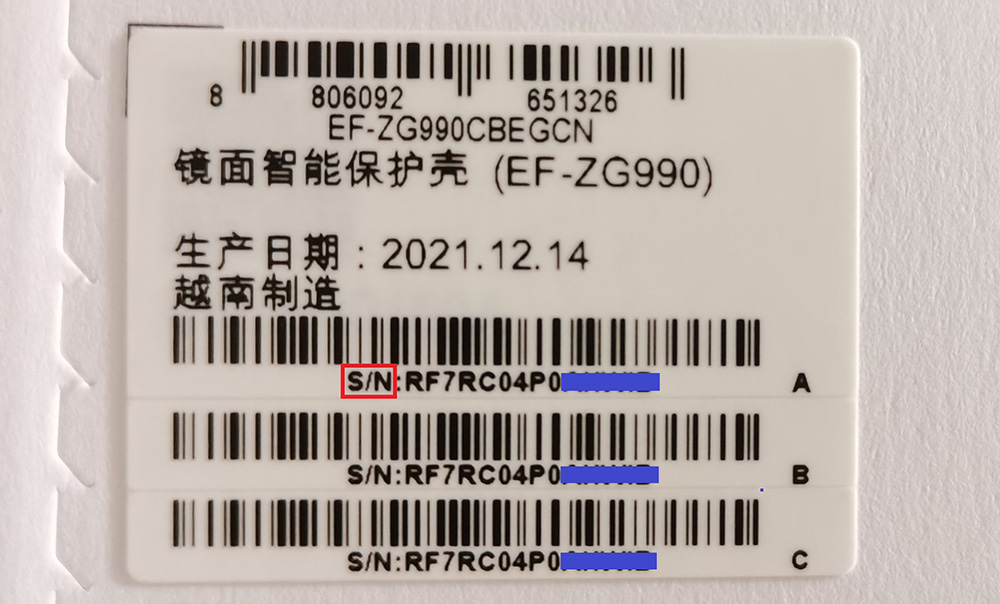 8 806092 651326
EF-ZG990CBEGCN
镜面智能保护壳 (EF-ZG990)
生产日期：2021.12.14
越南制造
S/N:RF7RC04P0
A
S/N:RF7RC04P0
B
S/N:RF7RC04P0
C